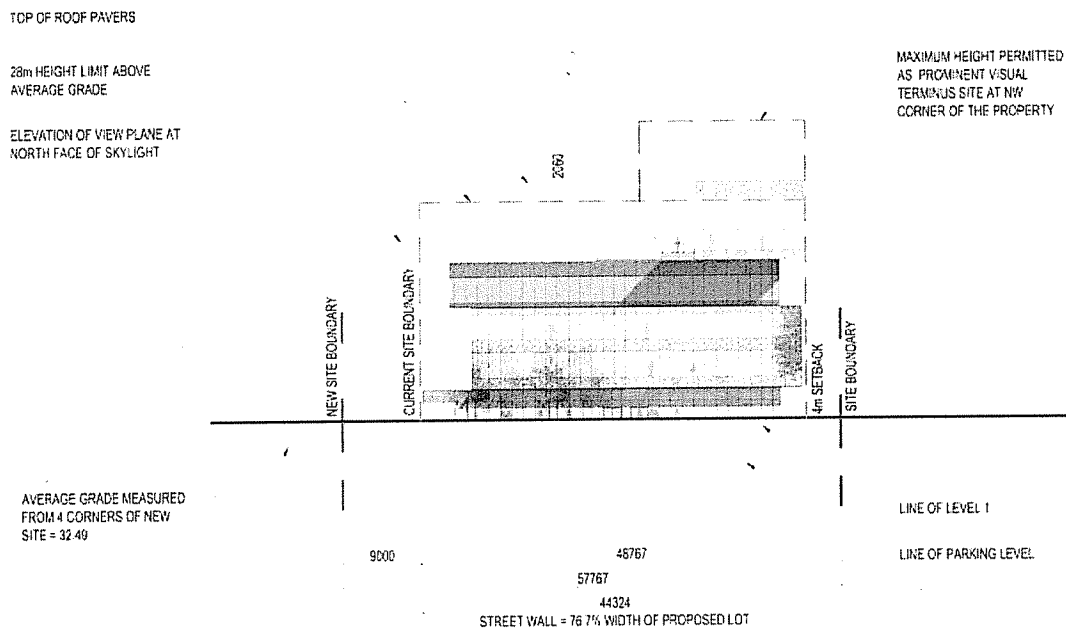 TOP OF ROOF PAVERS
28m HEIGHT LIMIT ABOVE
AVERAGE GRADE
ELEVATION OF VIEW PLANE AT
NORTH FACE OF SKYLIGHT
MAXIMUM HEIGHT PERMITTED
AS PROMINENT VISUAL
TERMINUS SITE AT NW
CORNER OF THE PROPERTY
2060
NEW SITE BOUNDARY
CURRENT SITE BOUNDARY
4m SETBACK
SITE BOUNDARY
AVERAGE GRADE MEASURED
FROM 4 CORNERS OF NEW
SITE = 32.49
LINE OF LEVEL 1
LINE OF PARKING LEVEL
9000
48767
57767
44324
STREET WALL = 76.7% WIDTH OF PROPOSED LOT